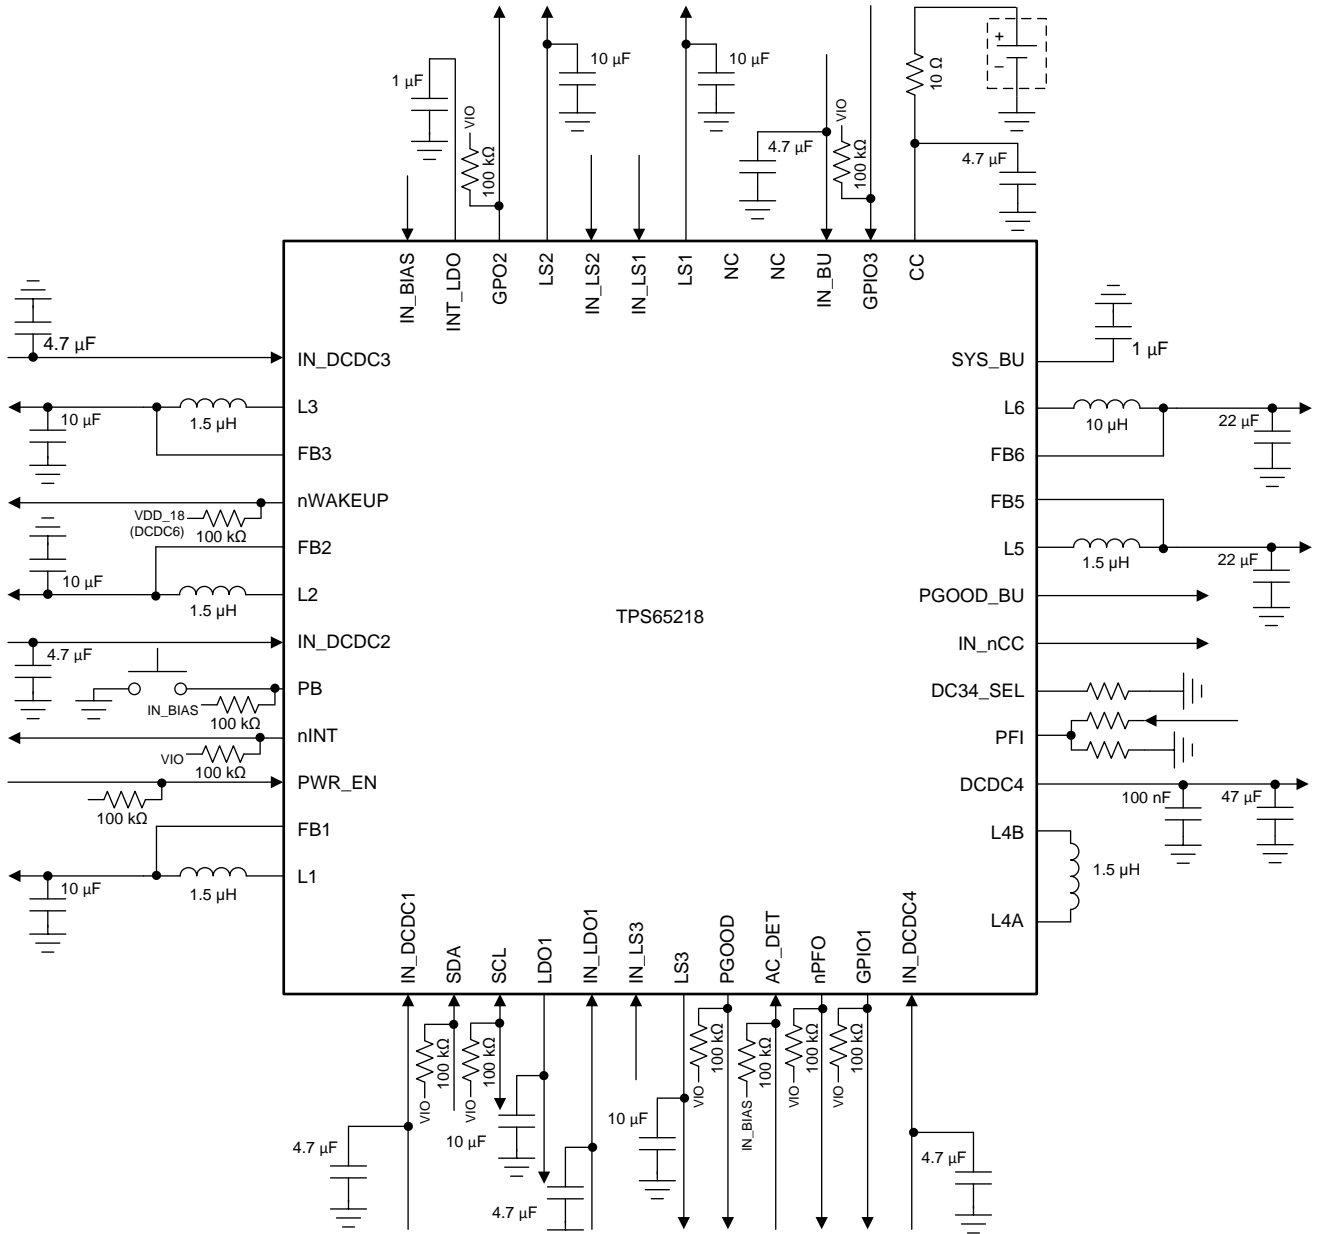 1 µF
VIO
100 kΩ
10 µF
10 µF
4.7 µF
VIO
100 kΩ
10 Ω
+
–
4.7 µF
IN_BIAS
INT_LDO
GPO2
LS2
IN_LS2
IN_LS1
LS1
NC
NC
IN_BU
GPIO3
CC
4.7 µF
IN_DCDC3
L3
10 µF
1.5 µH
FB3
nWAKEUP
VDD_18
(DCDC6)
100 kΩ
FB2
10 µF
L2
1.5 µH
IN_DCDC2
4.7 µF
PB
IN_BIAS
100 kΩ
nINT
VIO
100 kΩ
PWR_EN
100 kΩ
FB1
L1
10 µF
1.5 µH
TPS65218
SYS_BU
1 µF
L6
10 µH
22 µF
FB6
FB5
L5
1.5 µH
22 µF
PGOOD_BU
IN_nCC
DC34_SEL
PFI
DCDC4
100 nF
47 µF
L4B
1.5 µH
L4A
IN_DCDC1
SDA
SCL
LDO1
IN_LDO1
IN_LS3
LS3
PGOOD
AC_DET
nPFO
GPIO1
IN_DCDC4
4.7 µF
VIO
100 kΩ
VIO
100 kΩ
10 µF
4.7 µF
10 µF
VIO
100 kΩ
IN_BIAS
100 kΩ
VIO
100 kΩ
VIO
100 kΩ
4.7 µF